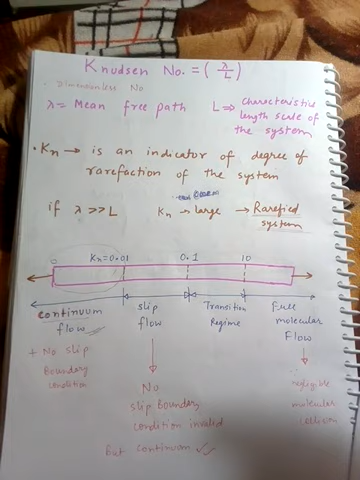 Knudsen No. = (λ/L)
- Dimensionless No
λ = Mean free path L ⇒ Characteristics
length scale of
the system
• Kn → is an indicator of degree of
rarefaction of the system
if λ >> L Kn → large → Rarefied
system
0 Kn=0.01 0.1 10
continuum flow
slip flow
Transition Regime
Full molecular Flow
+ No slip
Boundary
condition
No
slip Boundary
condition invalid
But continuum ✓
negligible
molecular
collision